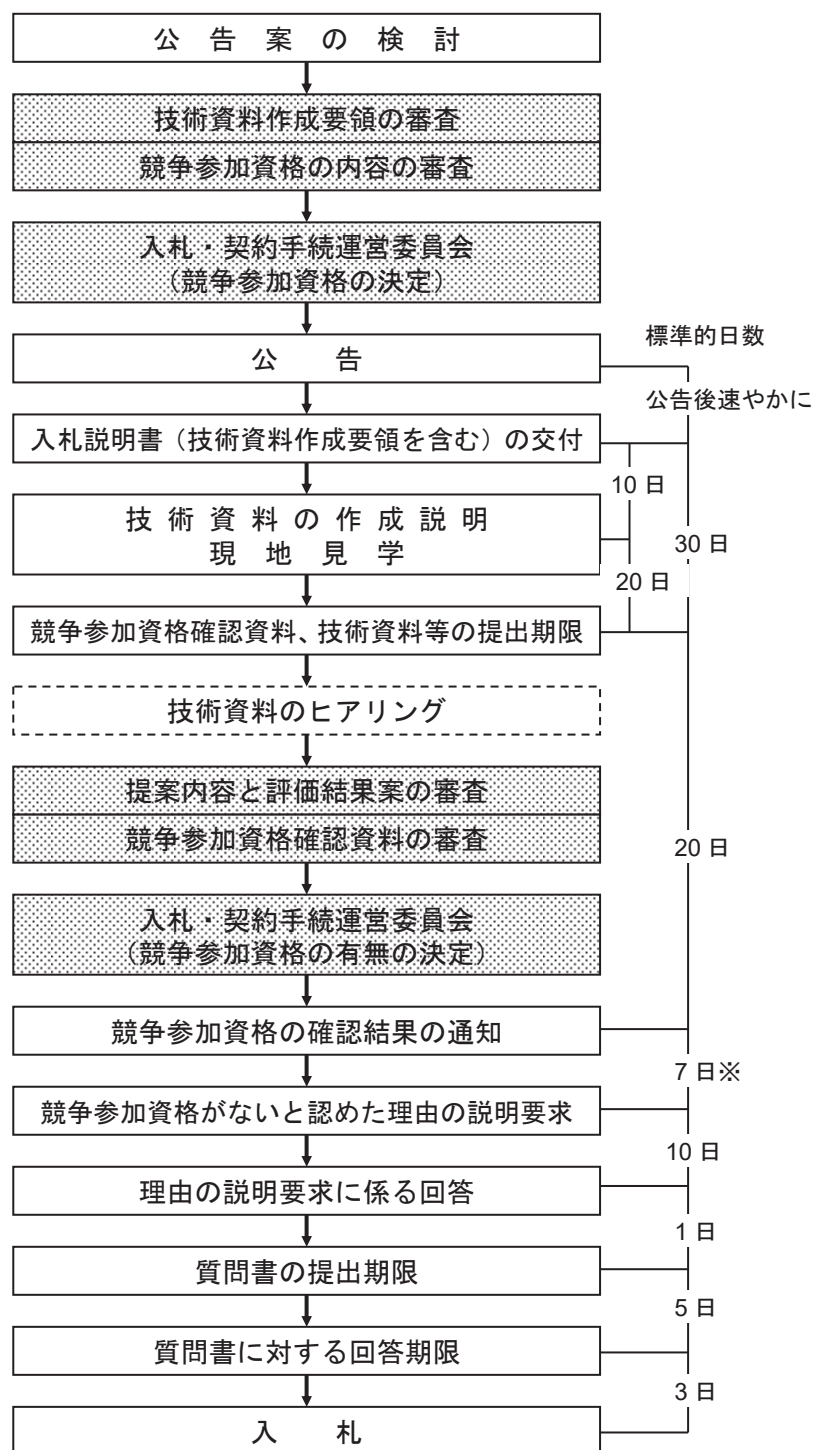 公告案の検討
技術資料作成要領の審査
競争参加資格の内容の審査
入札・契約手続運営委員会
（競争参加資格の決定）
標準的日数
公告
公告後速やかに
入札説明書（技術資料作成要領を含む）の交付
10 日
技術資料の作成説明
現地見学
30 日
20 日
競争参加資格確認資料、技術資料等の提出期限
技術資料のヒアリング
提案内容と評価結果案の審査
競争参加資格確認資料の審査
20 日
入札・契約手続運営委員会
（競争参加資格の有無の決定）
競争参加資格の確認結果の通知
7 日※
競争参加資格がないと認めた理由の説明要求
10 日
理由の説明要求に係る回答
1 日
質問書の提出期限
5 日
質問書に対する回答期限
3 日
入札